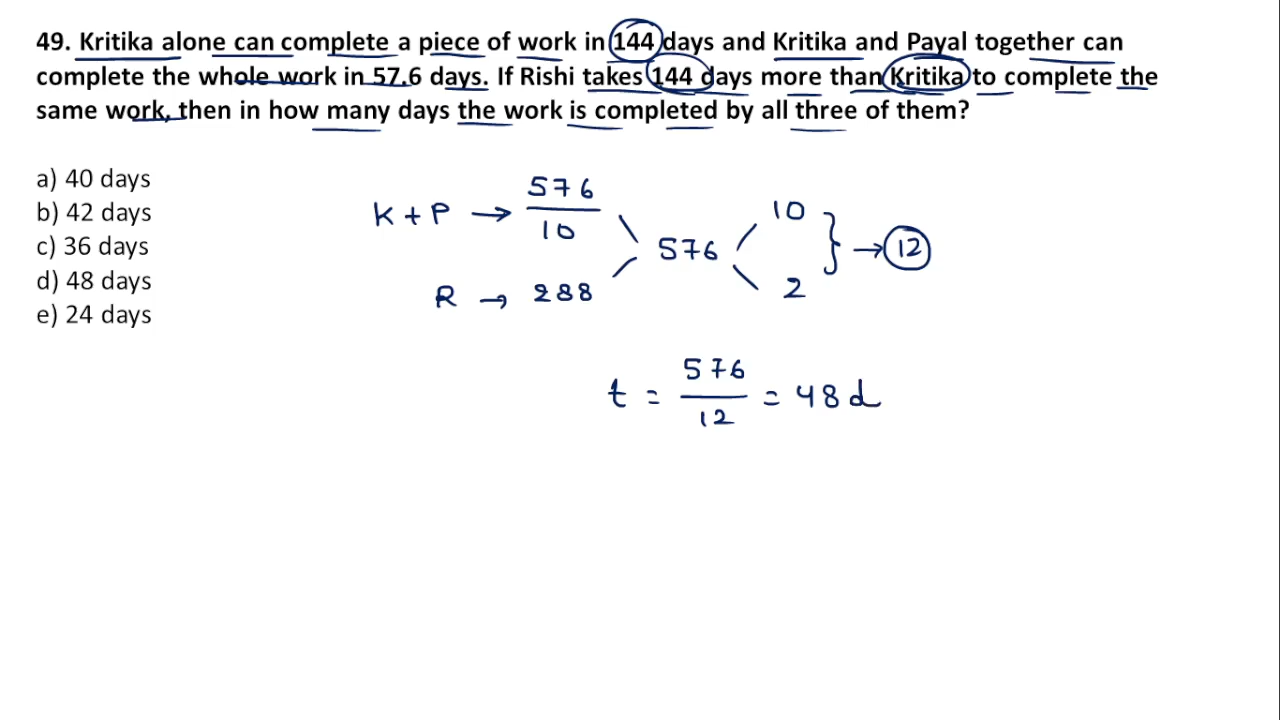 49. Kritika alone can complete a piece of work in 144 days and Kritika and Payal together can
complete the whole work in 57.6 days. If Rishi takes 144 days more than Kritika to complete the
same work, then in how many days the work is completed by all three of them?
a) 40 days
b) 42 days
c) 36 days
d) 48 days
e) 24 days
K + P → 576/10
576
10
2
→ 12
R → 288
t = 576/12 = 48 d